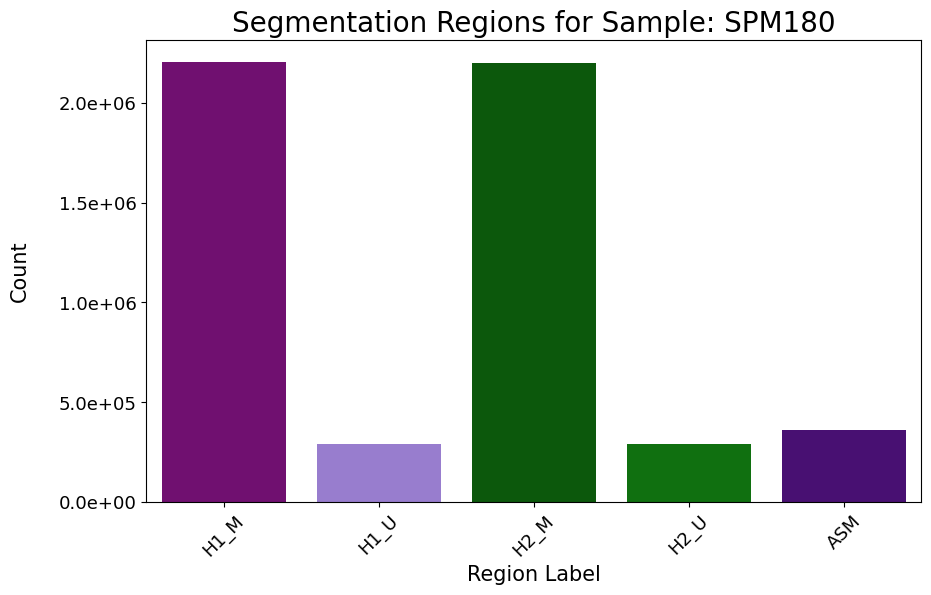 Segmentation Regions for Sample: SPM180
Count
2.0e+06
1.5e+06
1.0e+06
5.0e+05
0.0e+00
H1_M
H1_U
H2_M
H2_U
ASM
Region Label